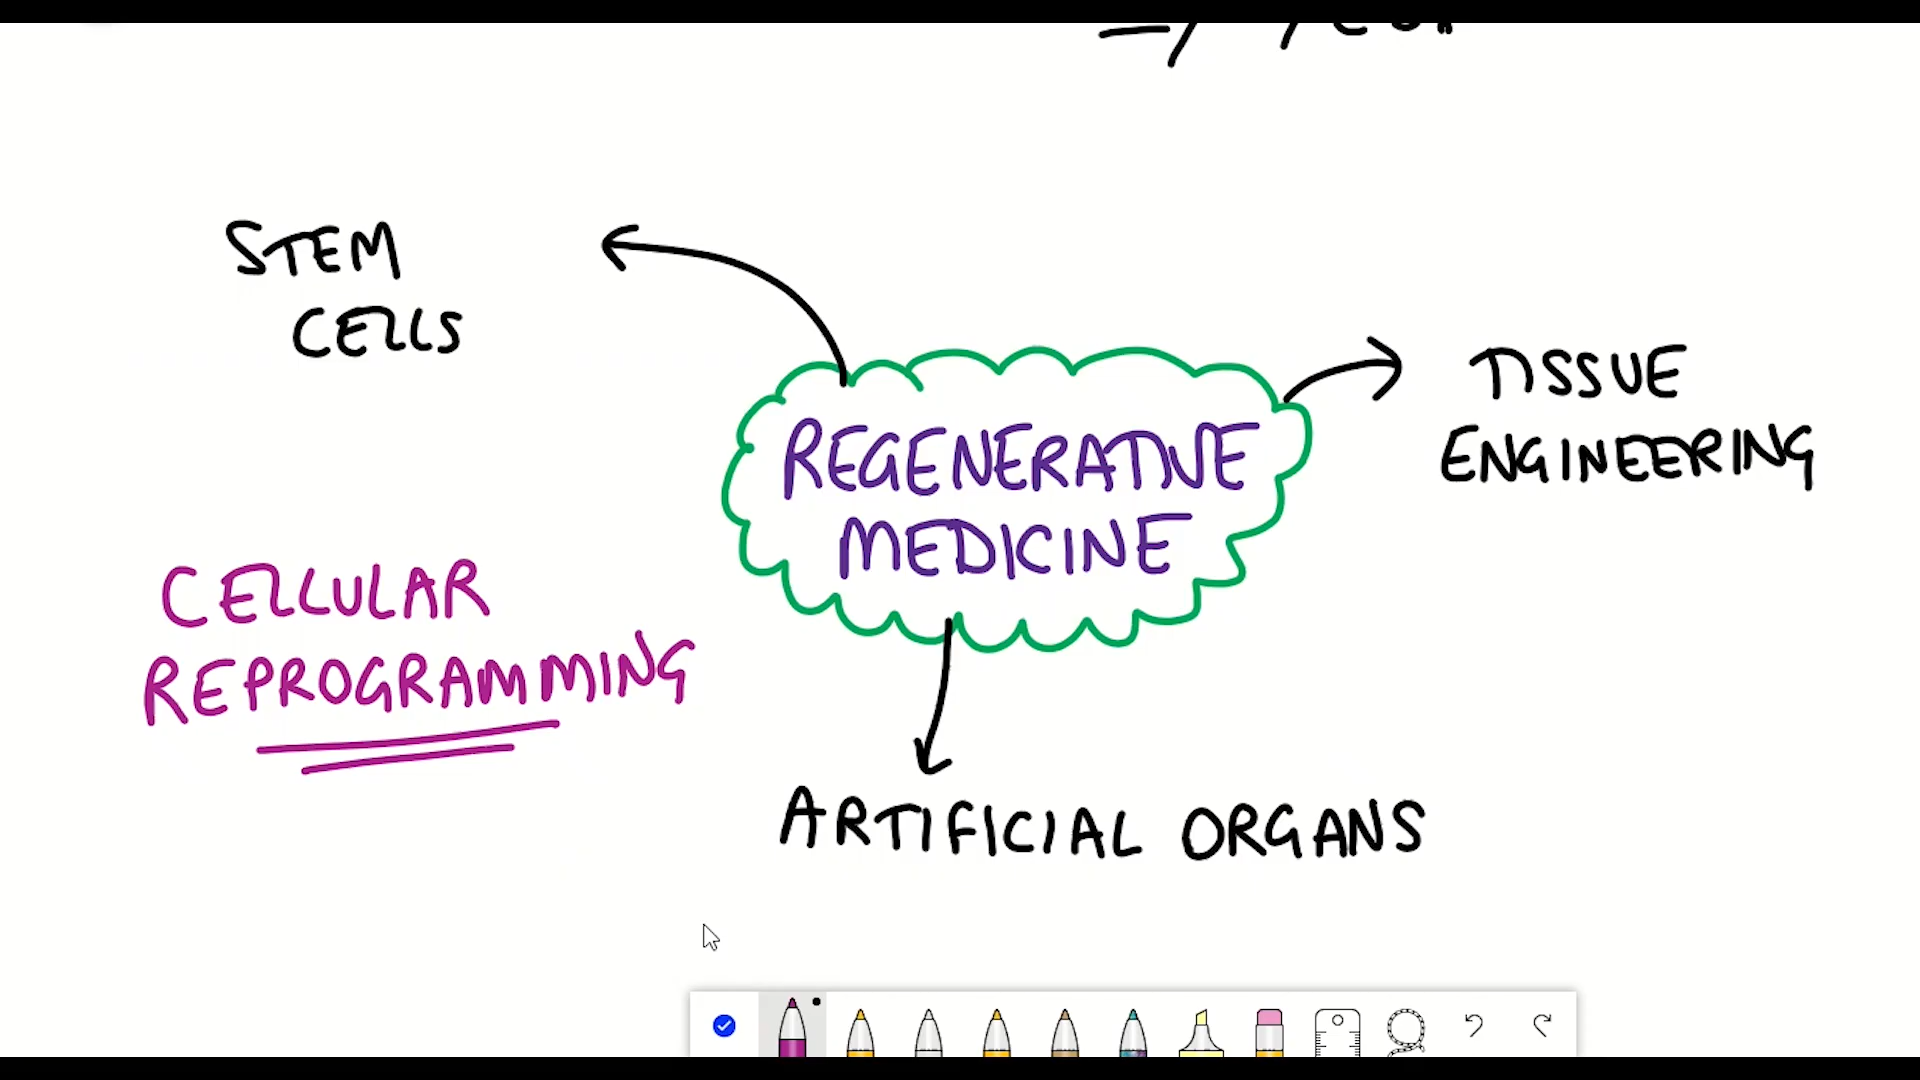 STEM
CELLS
TISSUE
ENGINEERING
REGENERATIVE
MEDICINE
CELLULAR
REPROGRAMMING
ARTIFICIAL ORGANS